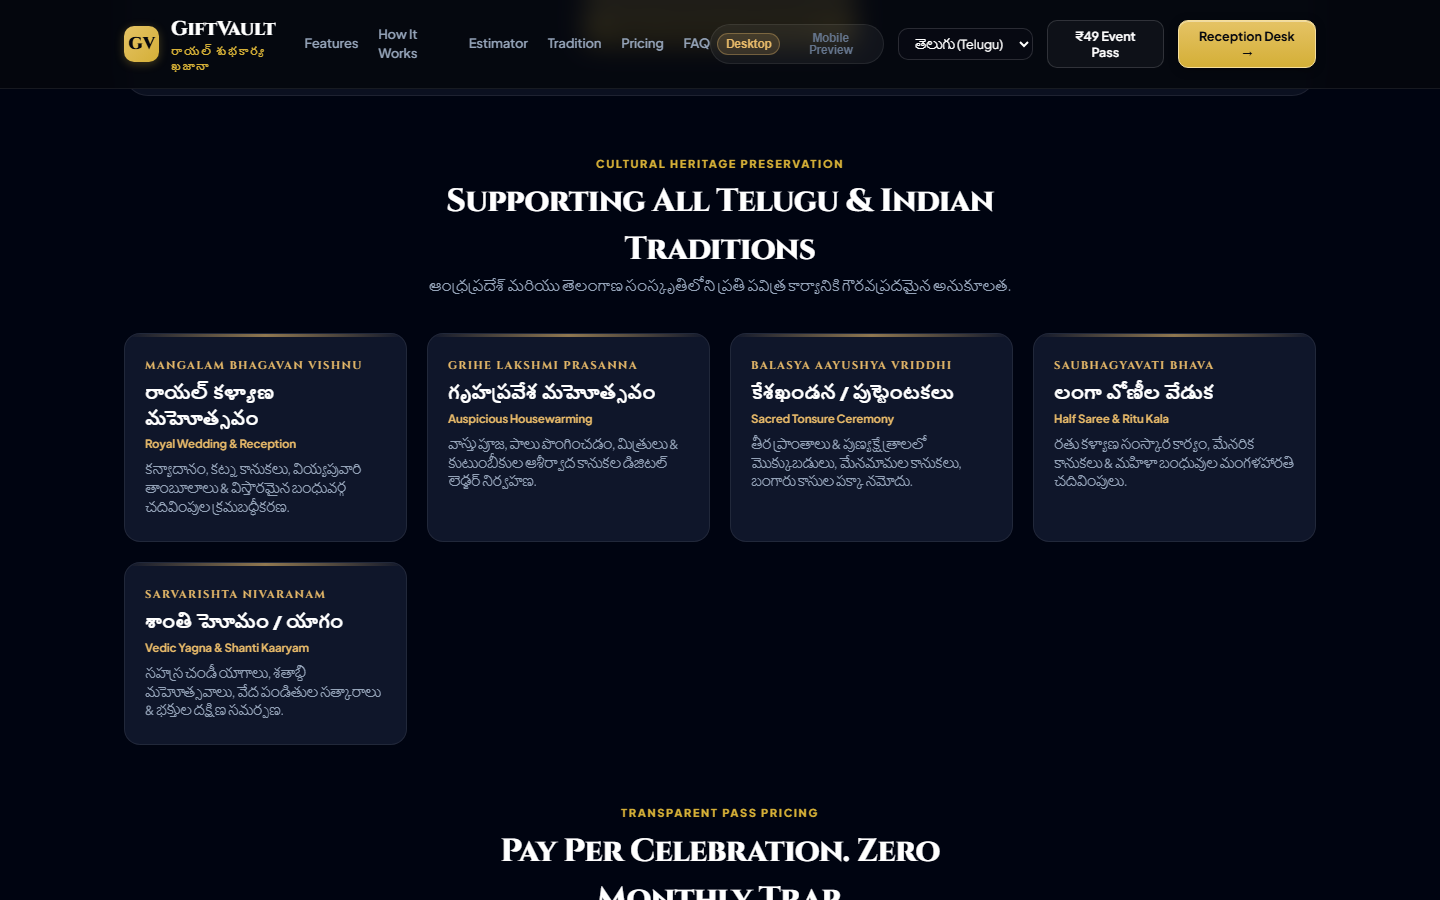 GV
GiftVault
రాయల్ శుభకార్య
ఖజానా
Features
How It
Works
Estimator
Tradition
Pricing
FAQ
Desktop
Mobile
Preview
తెలుగు (Telugu)
₹49 Event
Pass
Reception Desk
→
CULTURAL HERITAGE PRESERVATION
Supporting All Telugu & Indian
Traditions
ఆంధ్రప్రదేశ్ మరియు తెలంగాణ సంస్కృతిలోని ప్రతి పవిత్ర కార్యానికి గౌరవప్రదమైన అనుకూలత.
MANGALAM BHAGAVAN VISHNU
రాయల్ కళ్యాణ
మహోత్సవం
Royal Wedding & Reception
కన్యాదానం, కట్న కానుకలు, వియ్యపువారి
తాంబూలాలు & విస్తారమైన బంధువర్గ
చదివింపుల క్రమబద్ధీకరణ.
GRIHE LAKSHMI PRASANNA
గృహప్రవేశ మహోత్సవం
Auspicious Housewarming
వాస్తు పూజ, పాలు పొంగించడం, మిత్రులు &
కుటుంబీకుల ఆశీర్వాద కానుకల డిజిటల్
లెడ్జర్ నిర్వహణ.
BALASYA AAYUSHYA VRIDDHI
కేశఖండన / పుట్టెంటకలు
Sacred Tonsure Ceremony
తీర ప్రాంతాలు & పుణ్యక్షేత్రాలలో
మొక్కుబడులు, మేనమామల కానుకలు,
బంగారు కాసుల పక్కా నమోదు.
SAUBHAGYAVATI BHAVA
లంగా వోణీల వేడుక
Half Saree & Ritu Kala
రతు కళ్యాణ సంస్కార కార్యం, మేనరిక
కానుకలు & మహిళా బంధువుల మంగళహారతి
చదివింపులు.
SARVARISHTA NIVARANAM
శాంతి హోమం / యాగం
Vedic Yagna & Shanti Kaaryam
సహస్ర చండీ యాగాలు, శతాబ్ది
మహోత్సవాలు, వేద పండితుల సత్కారాలు
& భక్తుల దక్షిణ సమర్పణ.
TRANSPARENT PASS PRICING
Pay Per Celebration. Zero
Monthly Trap.